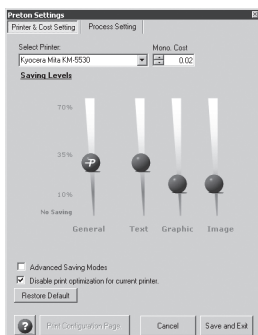 Preton Settings
Printer & Cost Setting Process Setting
Select Printer: Mono. Cost
Kyocera Mita KM-5530 0.02
Saving Levels
70%
35%
10%
No Saving
General Text Graphic Image
Advanced Saving Modes
Disable print optimization for current printer.
Restore Default
? Print Configuration Page Cancel Save and Exit